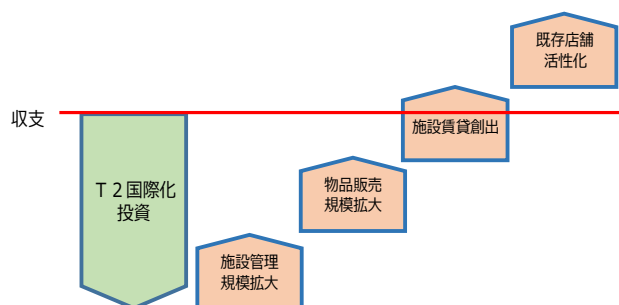 収支
Ｔ２国際化
投資
施設管理
規模拡大
物品販売
規模拡大
施設賃貸創出
既存店舗
活性化